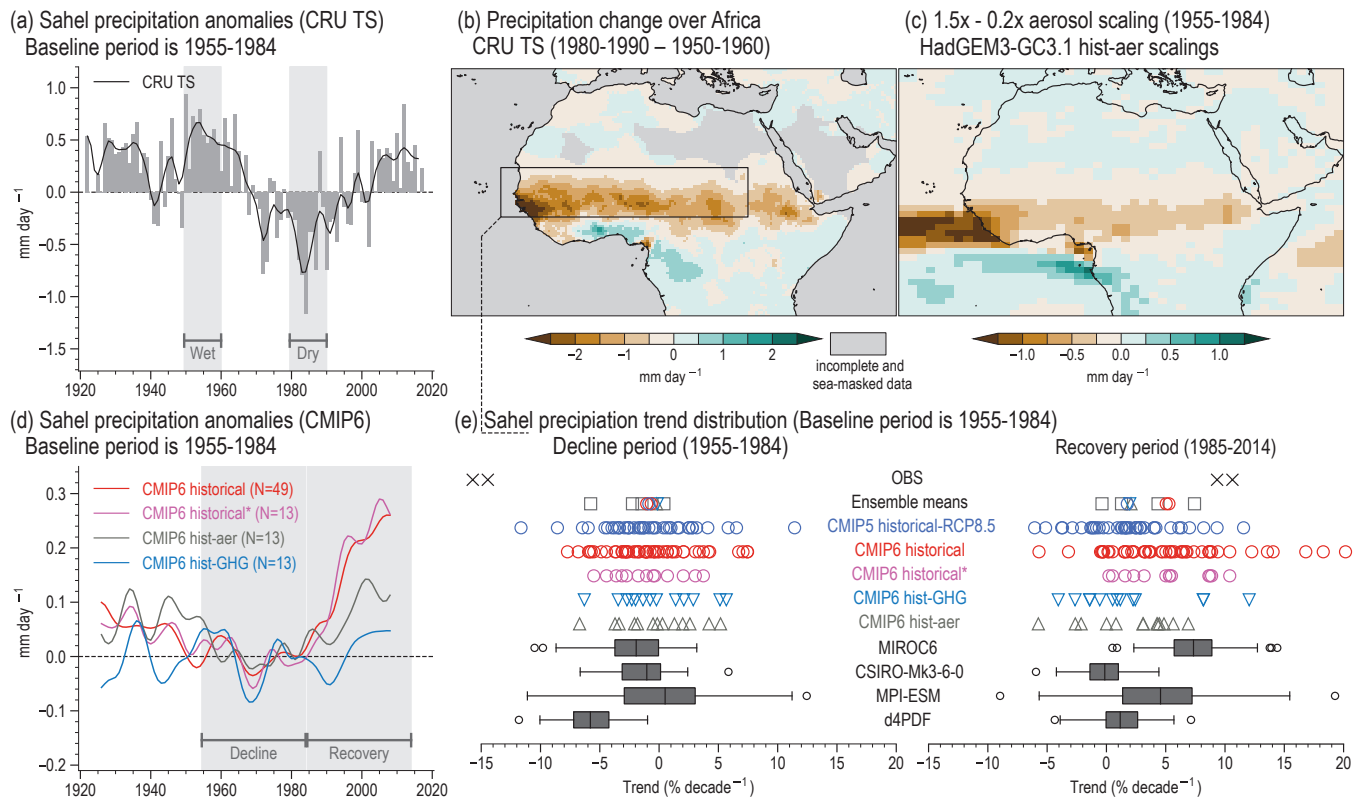 (a) Sahel precipitation anomalies (CRU TS)
Baseline period is 1955-1984
CRU TS
mm day −1
1.0
0.5
0.0
−0.5
−1.0
−1.5
Wet
Dry
1920 1940 1960 1980 2000 2020
(b) Precipitation change over Africa
CRU TS (1980-1990 – 1950-1960)
−2 −1 0 1 2
mm day −1
incomplete and
sea-masked data
(c) 1.5x - 0.2x aerosol scaling (1955-1984)
HadGEM3-GC3.1 hist-aer scalings
−1.0 −0.5 0.0 0.5 1.0
mm day −1
(d) Sahel precipitation anomalies (CMIP6)
Baseline period is 1955-1984
CMIP6 historical (N=49)
CMIP6 historical* (N=13)
CMIP6 hist-aer (N=13)
CMIP6 hist-GHG (N=13)
mm day −1
0.3
0.2
0.1
0.0
−0.1
−0.2
Decline
Recovery
1920 1940 1960 1980 2000 2020
(e) Sahel precipiation trend distribution (Baseline period is 1955-1984)
Decline period (1955-1984)
Recovery period (1985-2014)
OBS
Ensemble means
CMIP5 historical-RCP8.5
CMIP6 historical
CMIP6 historical*
CMIP6 hist-GHG
CMIP6 hist-aer
MIROC6
CSIRO-Mk3-6-0
MPI-ESM
d4PDF
−15 −10 −5 0 5 10 15 20
Trend (% decade−1)
−5 0 5 10 15 20
Trend (% decade−1)